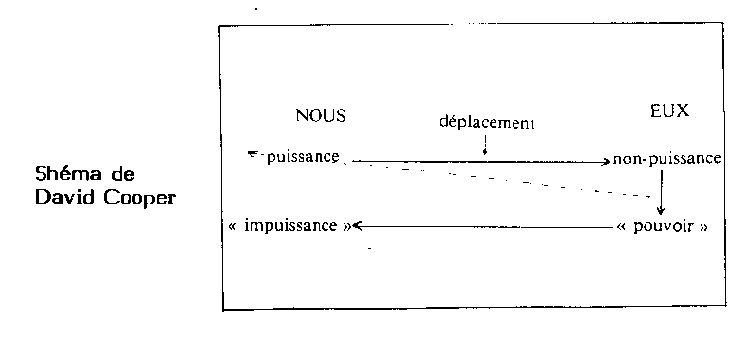 Shéma de
David Cooper
NOUS
EUX
déplacement
puissance
non-puissance
« impuissance »
« pouvoir »